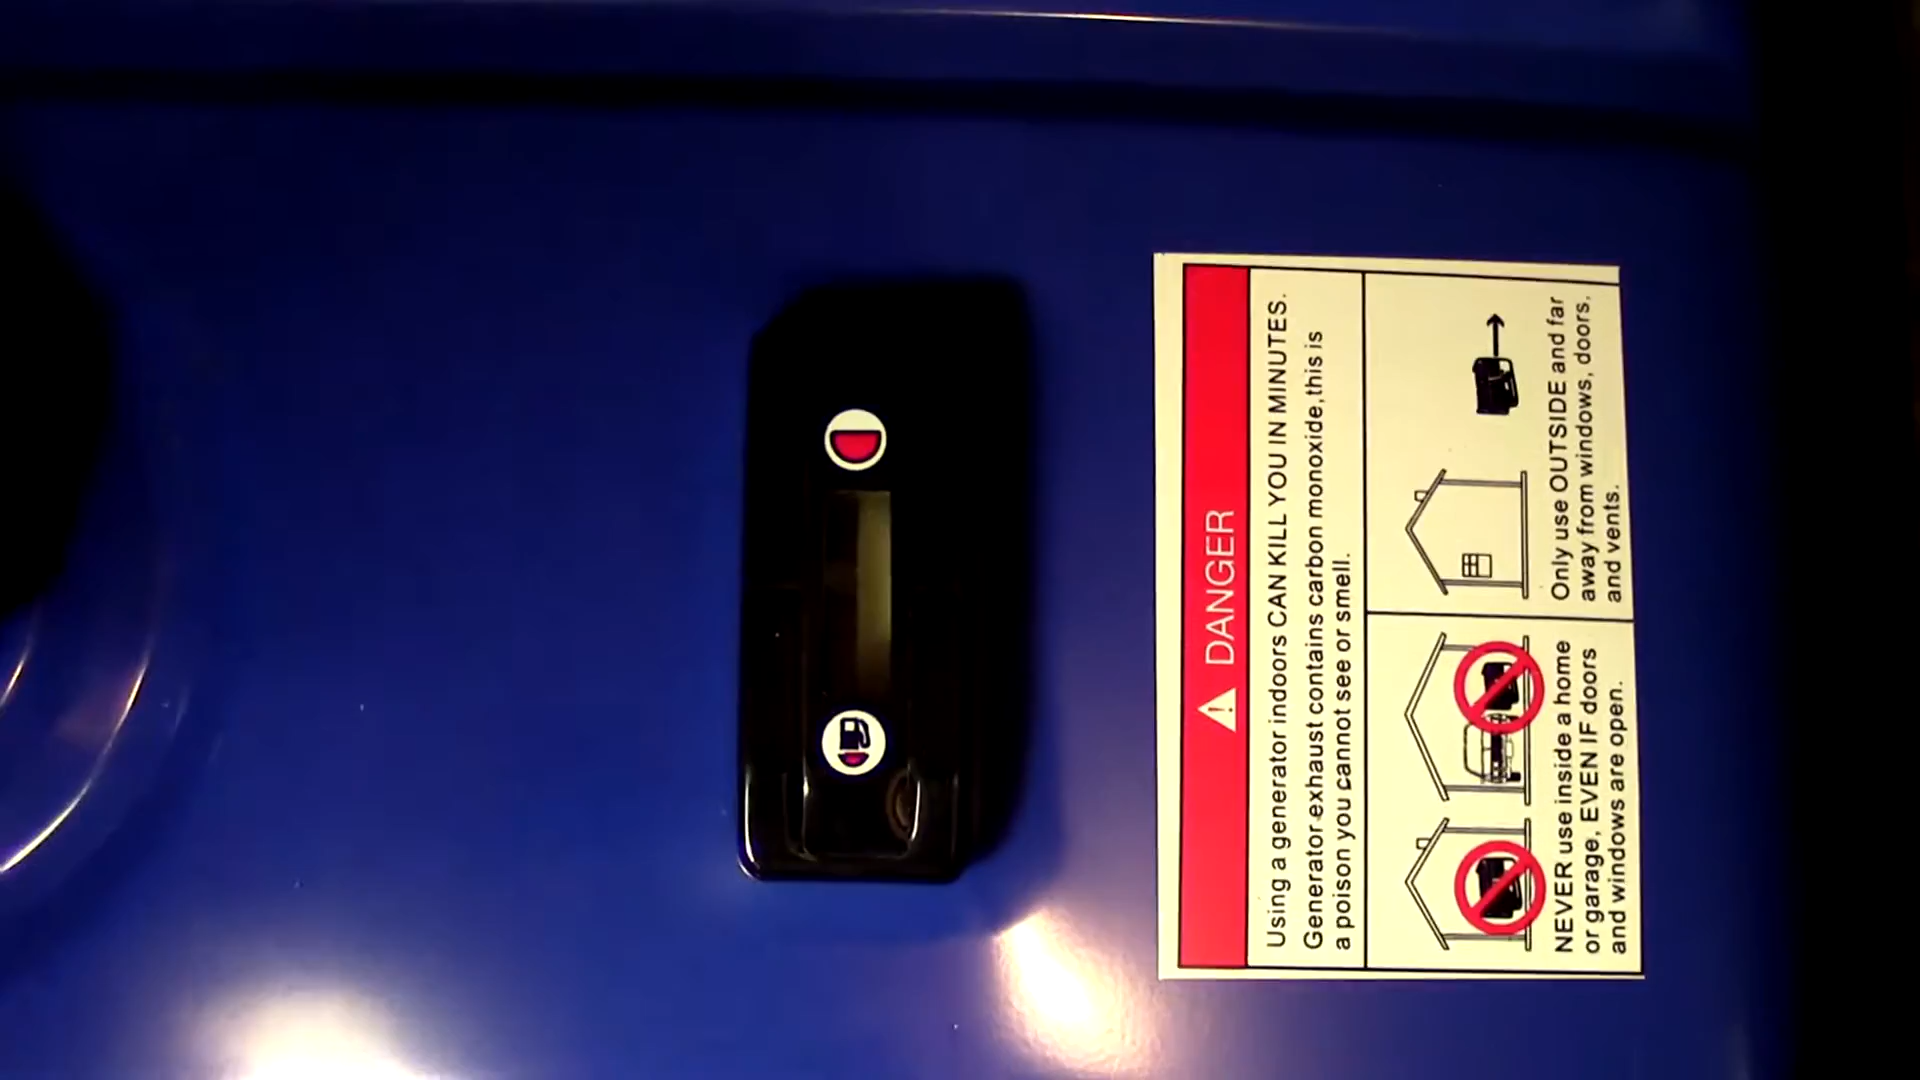 DANGER
Using a generator indoors CAN KILL YOU IN MINUTES.
Generator exhaust contains carbon monoxide,this is
a poison you cannot see or smell.
NEVER use inside a home
or garage, EVEN IF doors
and windows are open.
Only use OUTSIDE and far
away from windows, doors,
and vents.